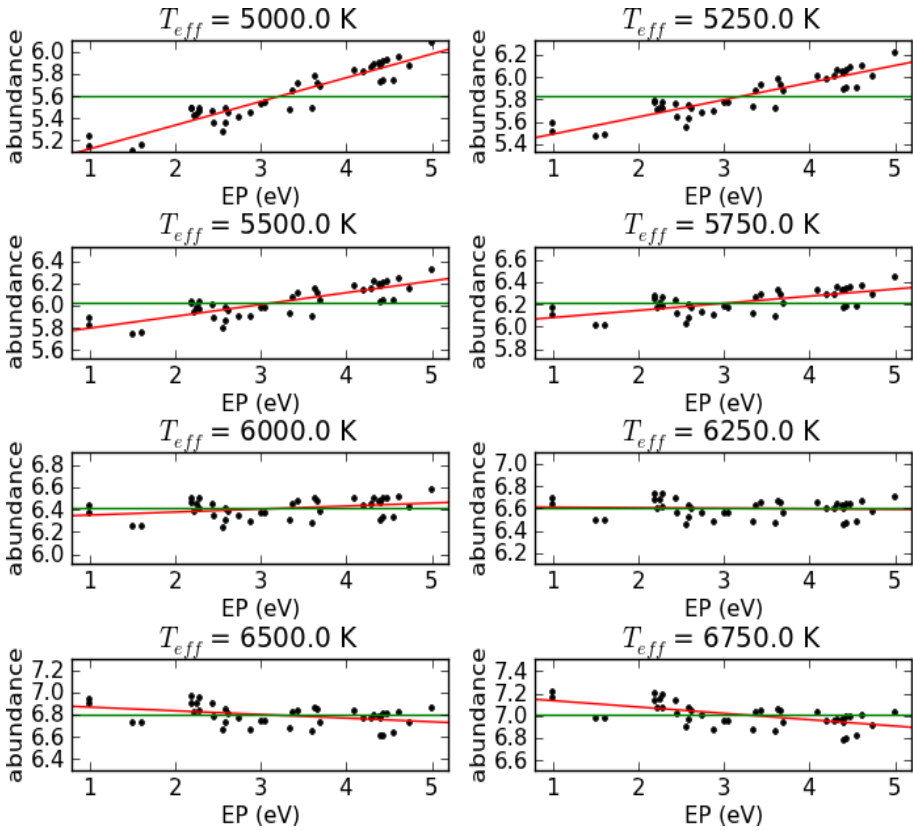 T_eff = 5000.0 K
T_eff = 5250.0 K
abundance
6.0
5.8
5.6
5.4
5.2
1 2 3 4 5
EP (eV)
abundance
6.2
6.0
5.8
5.6
5.4
1 2 3 4 5
EP (eV)
T_eff = 5500.0 K
T_eff = 5750.0 K
abundance
6.4
6.2
6.0
5.8
5.6
1 2 3 4 5
EP (eV)
abundance
6.6
6.4
6.2
6.0
5.8
1 2 3 4 5
EP (eV)
T_eff = 6000.0 K
T_eff = 6250.0 K
abundance
6.8
6.6
6.4
6.2
6.0
1 2 3 4 5
EP (eV)
abundance
7.0
6.8
6.6
6.4
6.2
1 2 3 4 5
EP (eV)
T_eff = 6500.0 K
T_eff = 6750.0 K
abundance
7.2
7.0
6.8
6.6
6.4
1 2 3 4 5
EP (eV)
abundance
7.4
7.2
7.0
6.8
6.6
1 2 3 4 5
EP (eV)